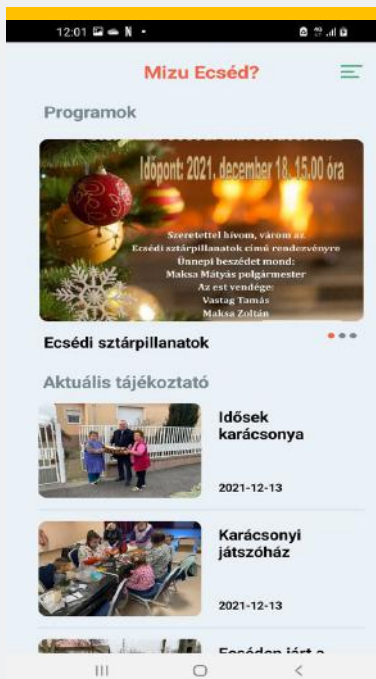 12:01
Mizu Ecséd?
Programok
Időpont: 2021. december 18. 15.00 óra
Szeretettel hívom, várom az
Ecsédi sztárpillanatok című rendezvényre
Ünnepi beszédet mond:
Maksa Mátyás polgármester
Az est vendége:
Vastag Tamás
Maksa Zoltán
Ecsédi sztárpillanatok
Aktuális tájékoztató
Idősek
karácsonya
2021-12-13
Karácsonyi
játszóház
2021-12-13